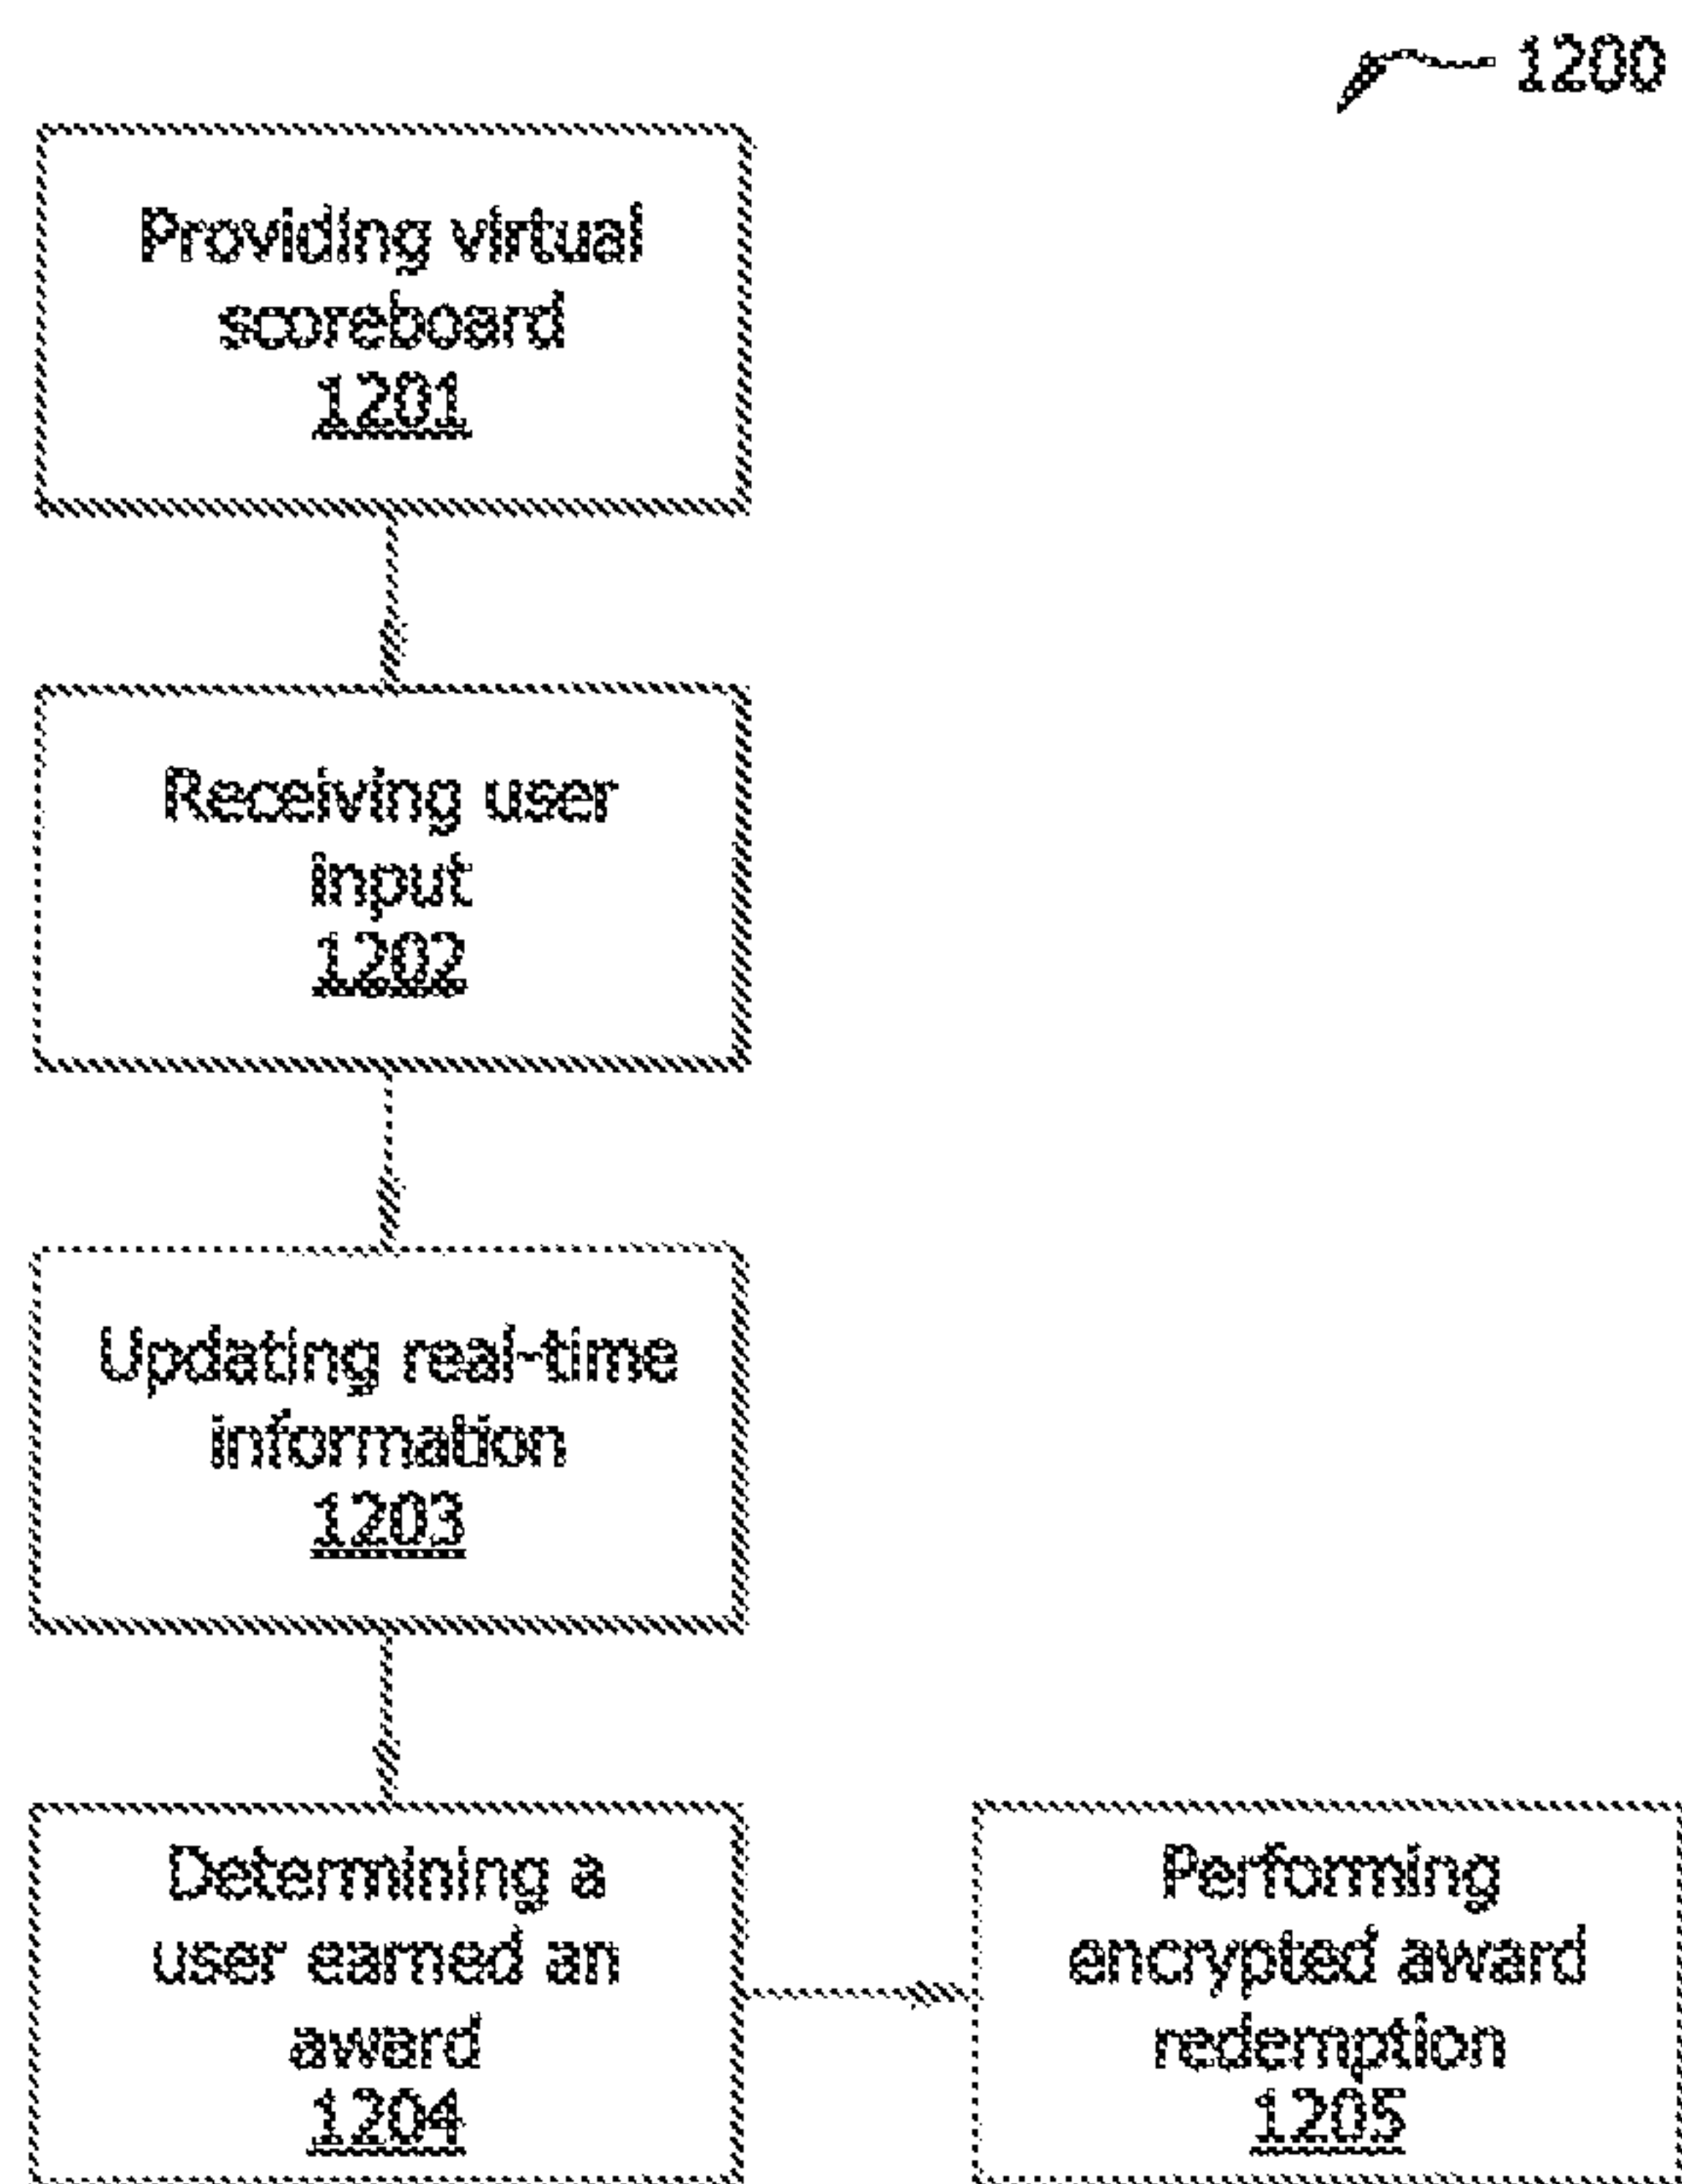 1200
Providing virtual
scoreboard
1201
Receiving user
input
1202
Updating real-time
information
1203
Determining a
user earned an
award
1204
Performing
encrypted award
redemption
1205